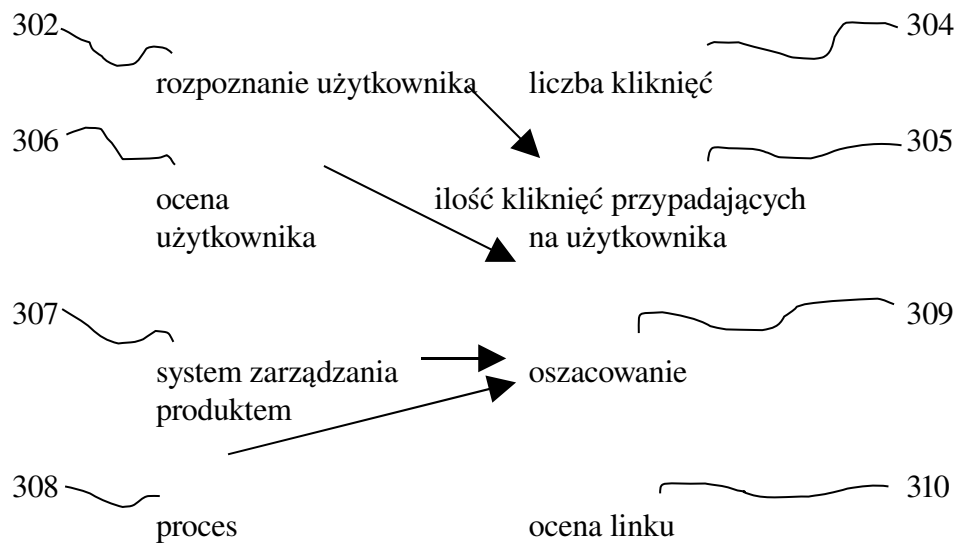 302 304
rozpoznanie użytkownika liczba kliknięć
306 305
ocena ilość kliknięć przypadających
użytkownika na użytkownika
307 309
system zarządzania oszacowanie
produktem
308 310
proces ocena linku